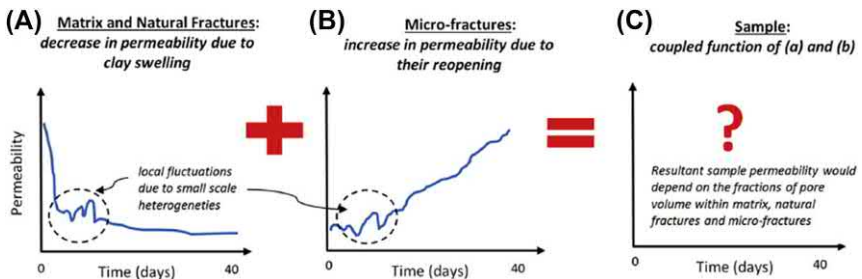 (A)
Matrix and Natural Fractures:
decrease in permeability due to
clay swelling
Permeability
local fluctuations
due to small scale
heterogeneties
0
Time (days)
40
(B)
Micro-fractures:
increase in permeability due to
their reopening
0
Time (days)
40
(C)
Sample:
coupled function of (a) and (b)
?
Resultant sample permeability would
depend on the fractions of pore
volume within matrix, natural
fractures and micro-fractures
0
Time (days)
40